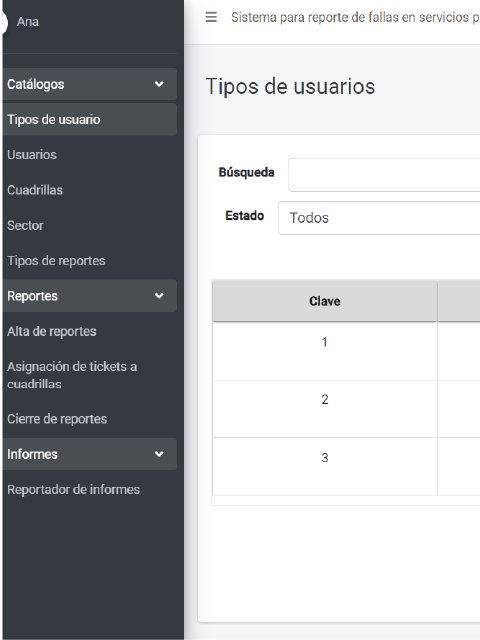 Ana
Catálogos
Tipos de usuario
Usuarios
Cuadrillas
Sector
Tipos de reportes
Reportes
Alta de reportes
Asignación de tickets a
cuadrillas
Cierre de reportes
Informes
Reportador de informes
Sistema para reporte de fallas en servicios p
Tipos de usuarios
Búsqueda
Estado Todos
Clave
1
2
3